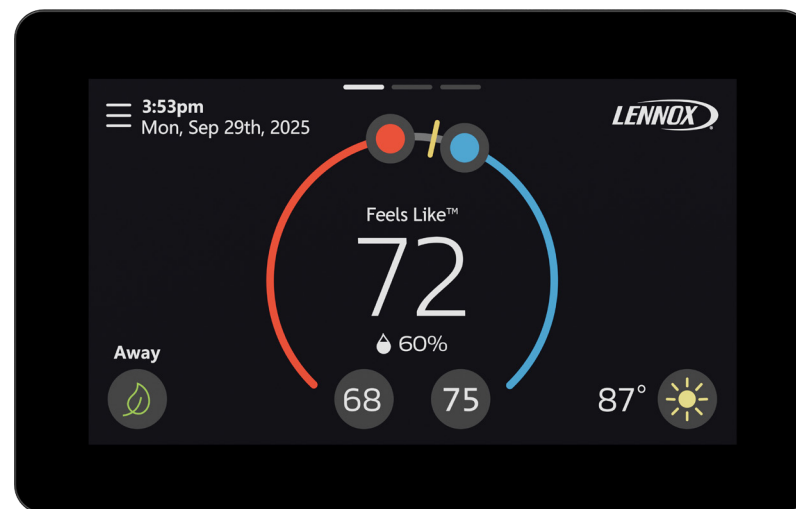 3:53pm
Mon, Sep 29th, 2025
LENNOX
Feels Like™
72
60%
Away
68
75
87°